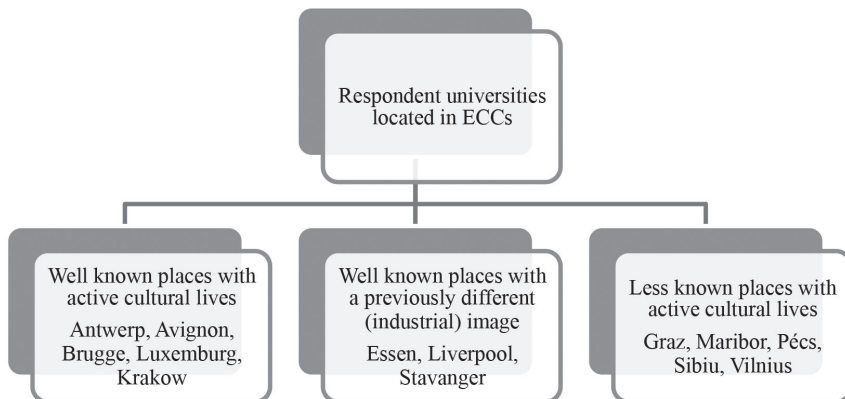 Respondent universities
located in ECCs
Well known places with
active cultural lives
Antwerp, Avignon,
Brugge, Luxemburg,
Krakow
Well known places with
a previously different
(industrial) image
Essen, Liverpool,
Stavanger
Less known places with
active cultural lives
Graz, Maribor, Pécs,
Sibiu, Vilnius